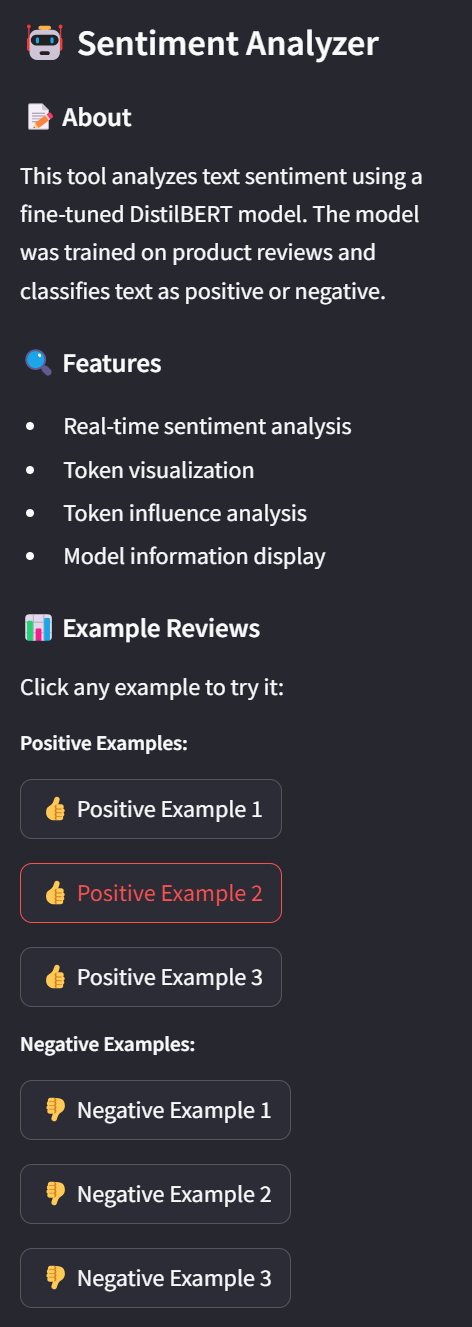 Sentiment Analyzer
About
This tool analyzes text sentiment using a
fine-tuned DistilBERT model. The model
was trained on product reviews and
classifies text as positive or negative.
Features
Real-time sentiment analysis
Token visualization
Token influence analysis
Model information display
Example Reviews
Click any example to try it:
Positive Examples:
Positive Example 1
Positive Example 2
Positive Example 3
Negative Examples:
Negative Example 1
Negative Example 2
Negative Example 3